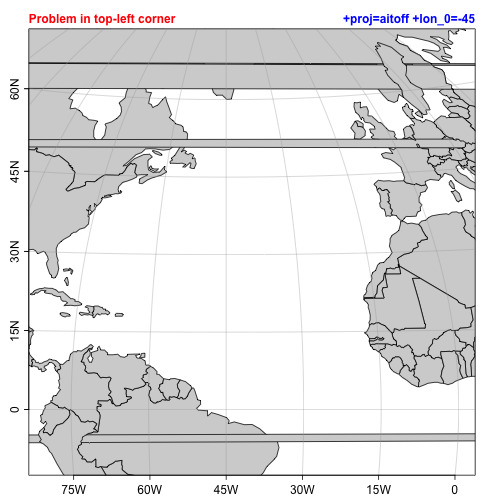 Problem in top-left corner +proj=aitoff +lon_0=-45
60N
45N
30N
15N
0
75W 60W 45W 30W 15W 0